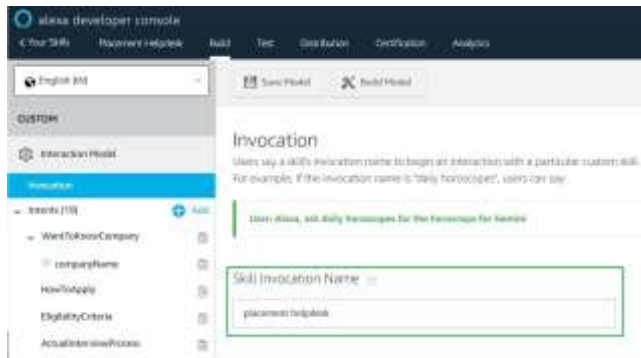 alexa developer console
< Your Skills Placement Helpdesk Build Test Distribution Certification Analytics
English (IN)
Save Model Build Model
CUSTOM
Interaction Model
Invocation
Invocation
Users say a skill's invocation name to begin an interaction with a particular custom skill.
For example, if the invocation name is "daily horoscopes", users can say:
User: Alexa, ask daily horoscopes for the horoscope for Gemini
Intents Add
WantToKnowCompany
companyName
HowToApply
EligibilityCriteria
ActualInterviewProcess
Skill Invocation Name
placement helpdesk